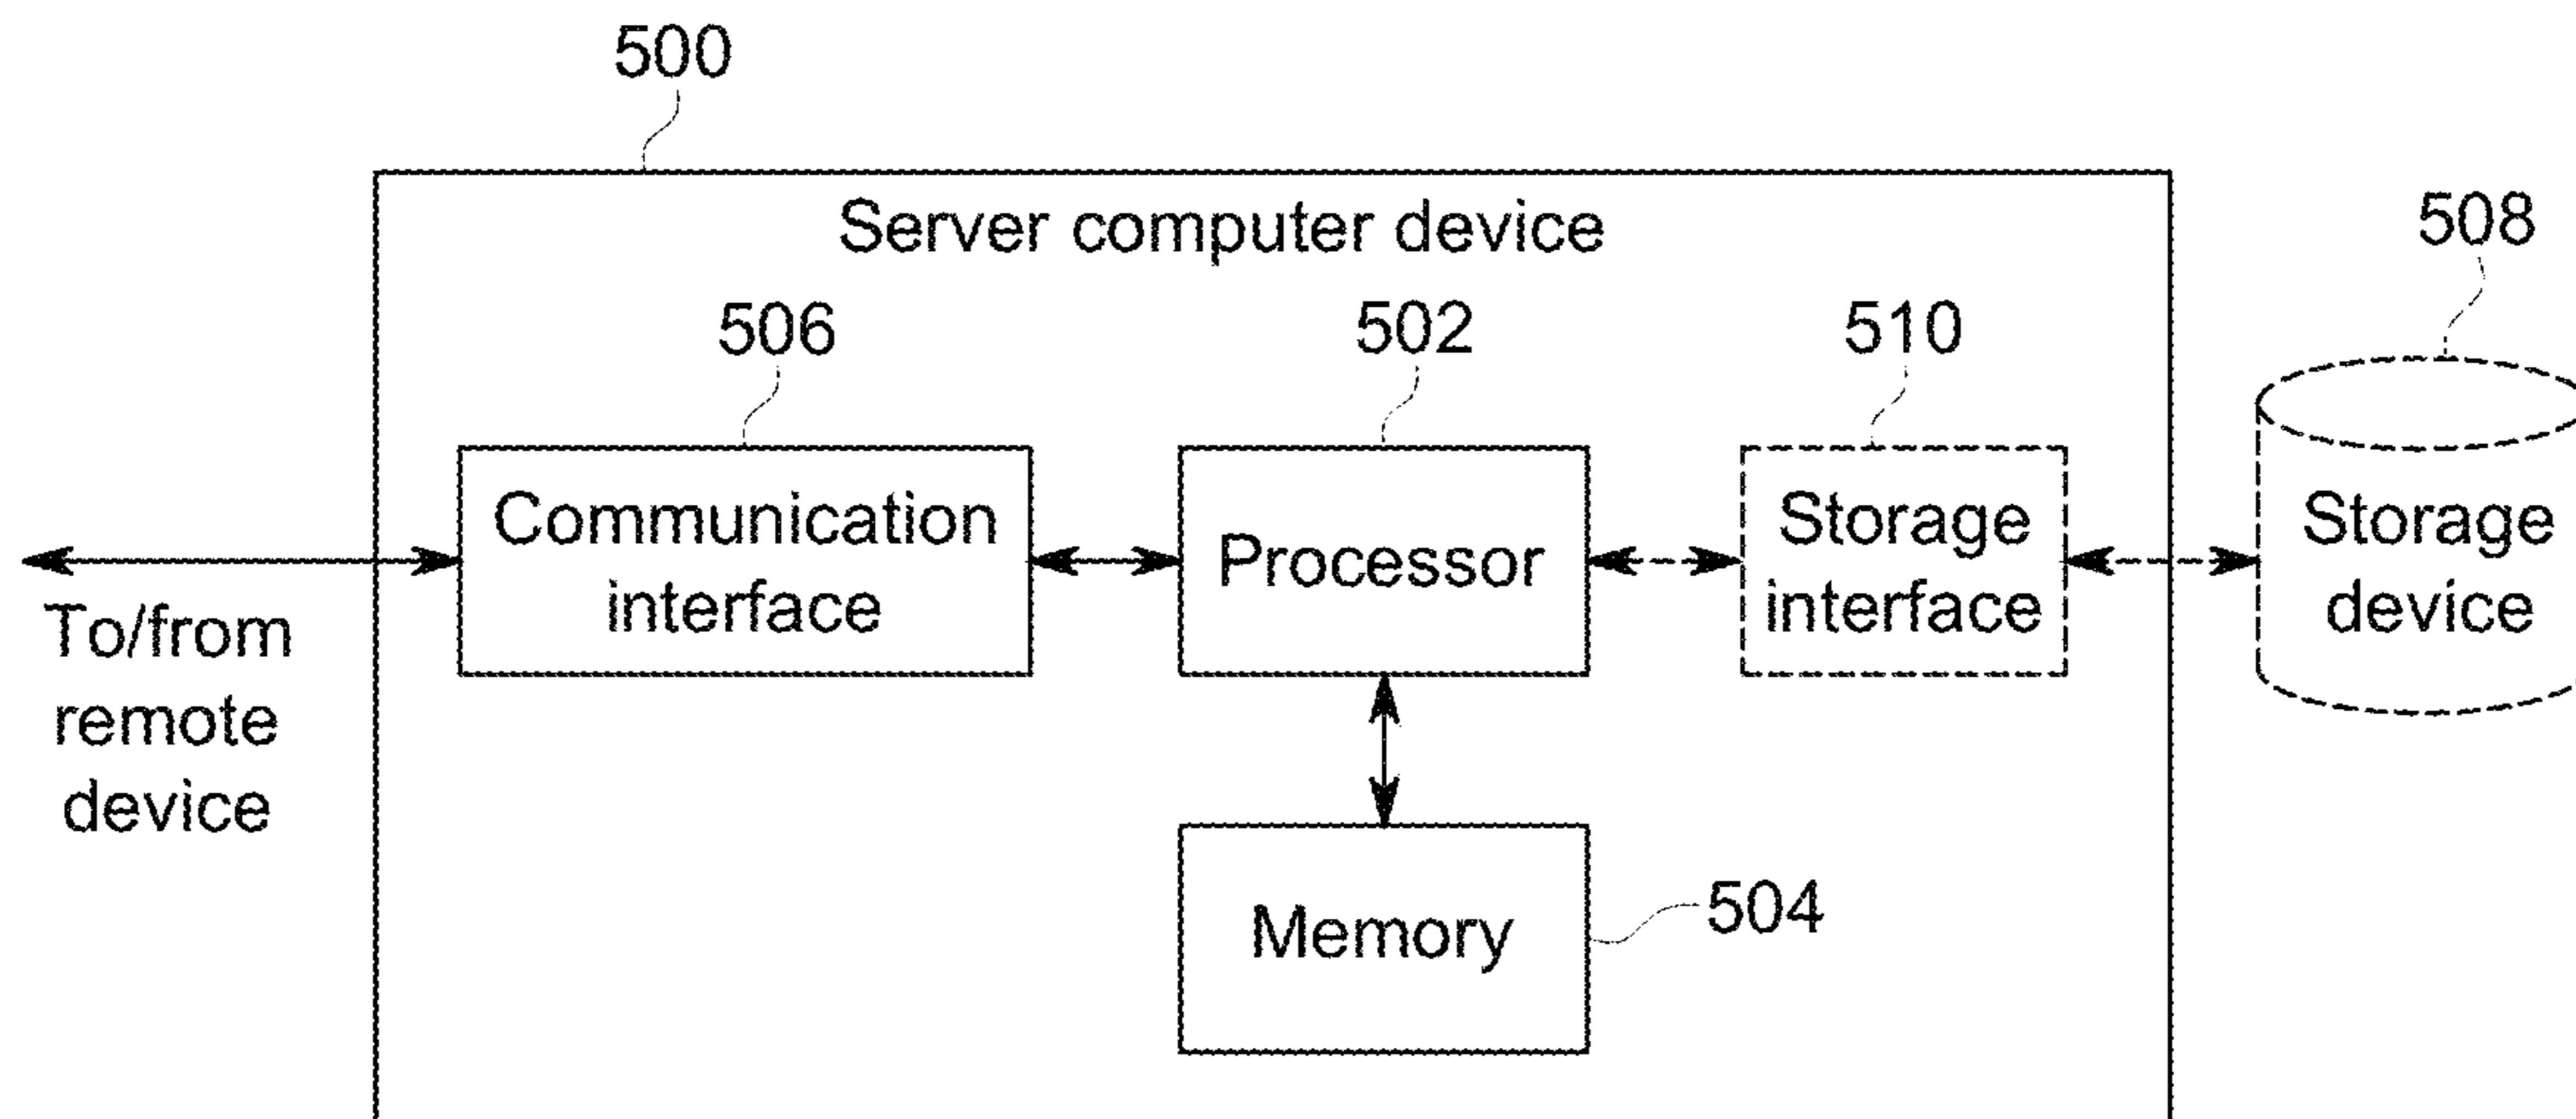 500
Server computer device
508
506
502
510
Communication
interface
Processor
Storage
interface
Storage
device
To/from
remote
device
Memory
504